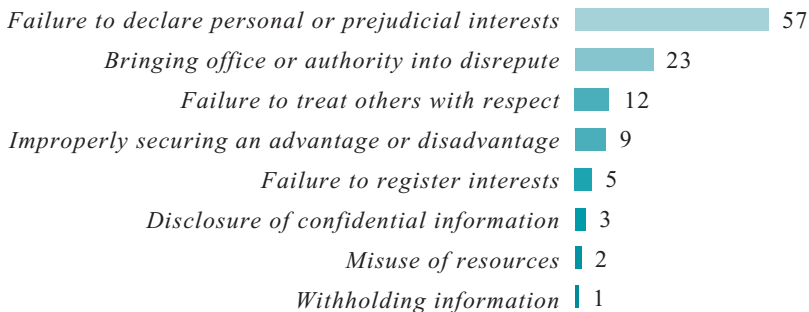 Failure to declare personal or prejudicial interests 57
Bringing office or authority into disrepute 23
Failure to treat others with respect 12
Improperly securing an advantage or disadvantage 9
Failure to register interests 5
Disclosure of confidential information 3
Misuse of resources 2
Withholding information 1